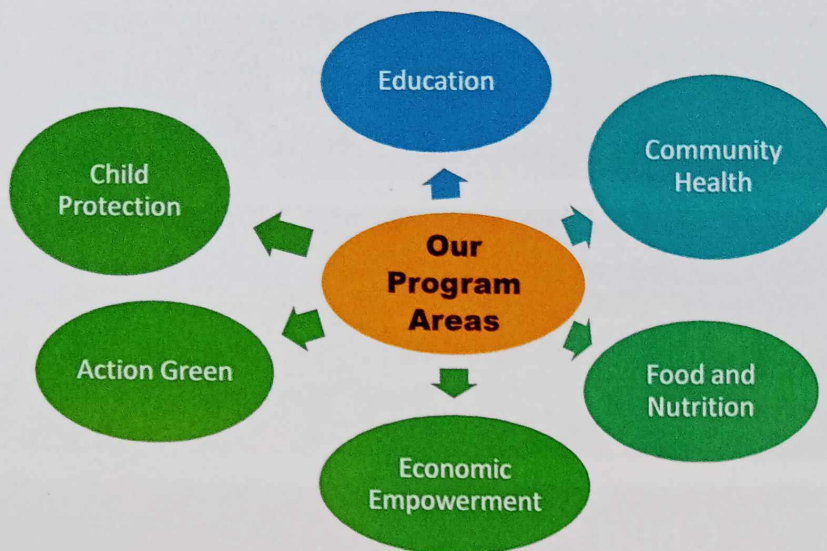 Education
Community
Health
Food and
Nutrition
Economic
Empowerment
Action Green
Child
Protection
Our
Program
Areas